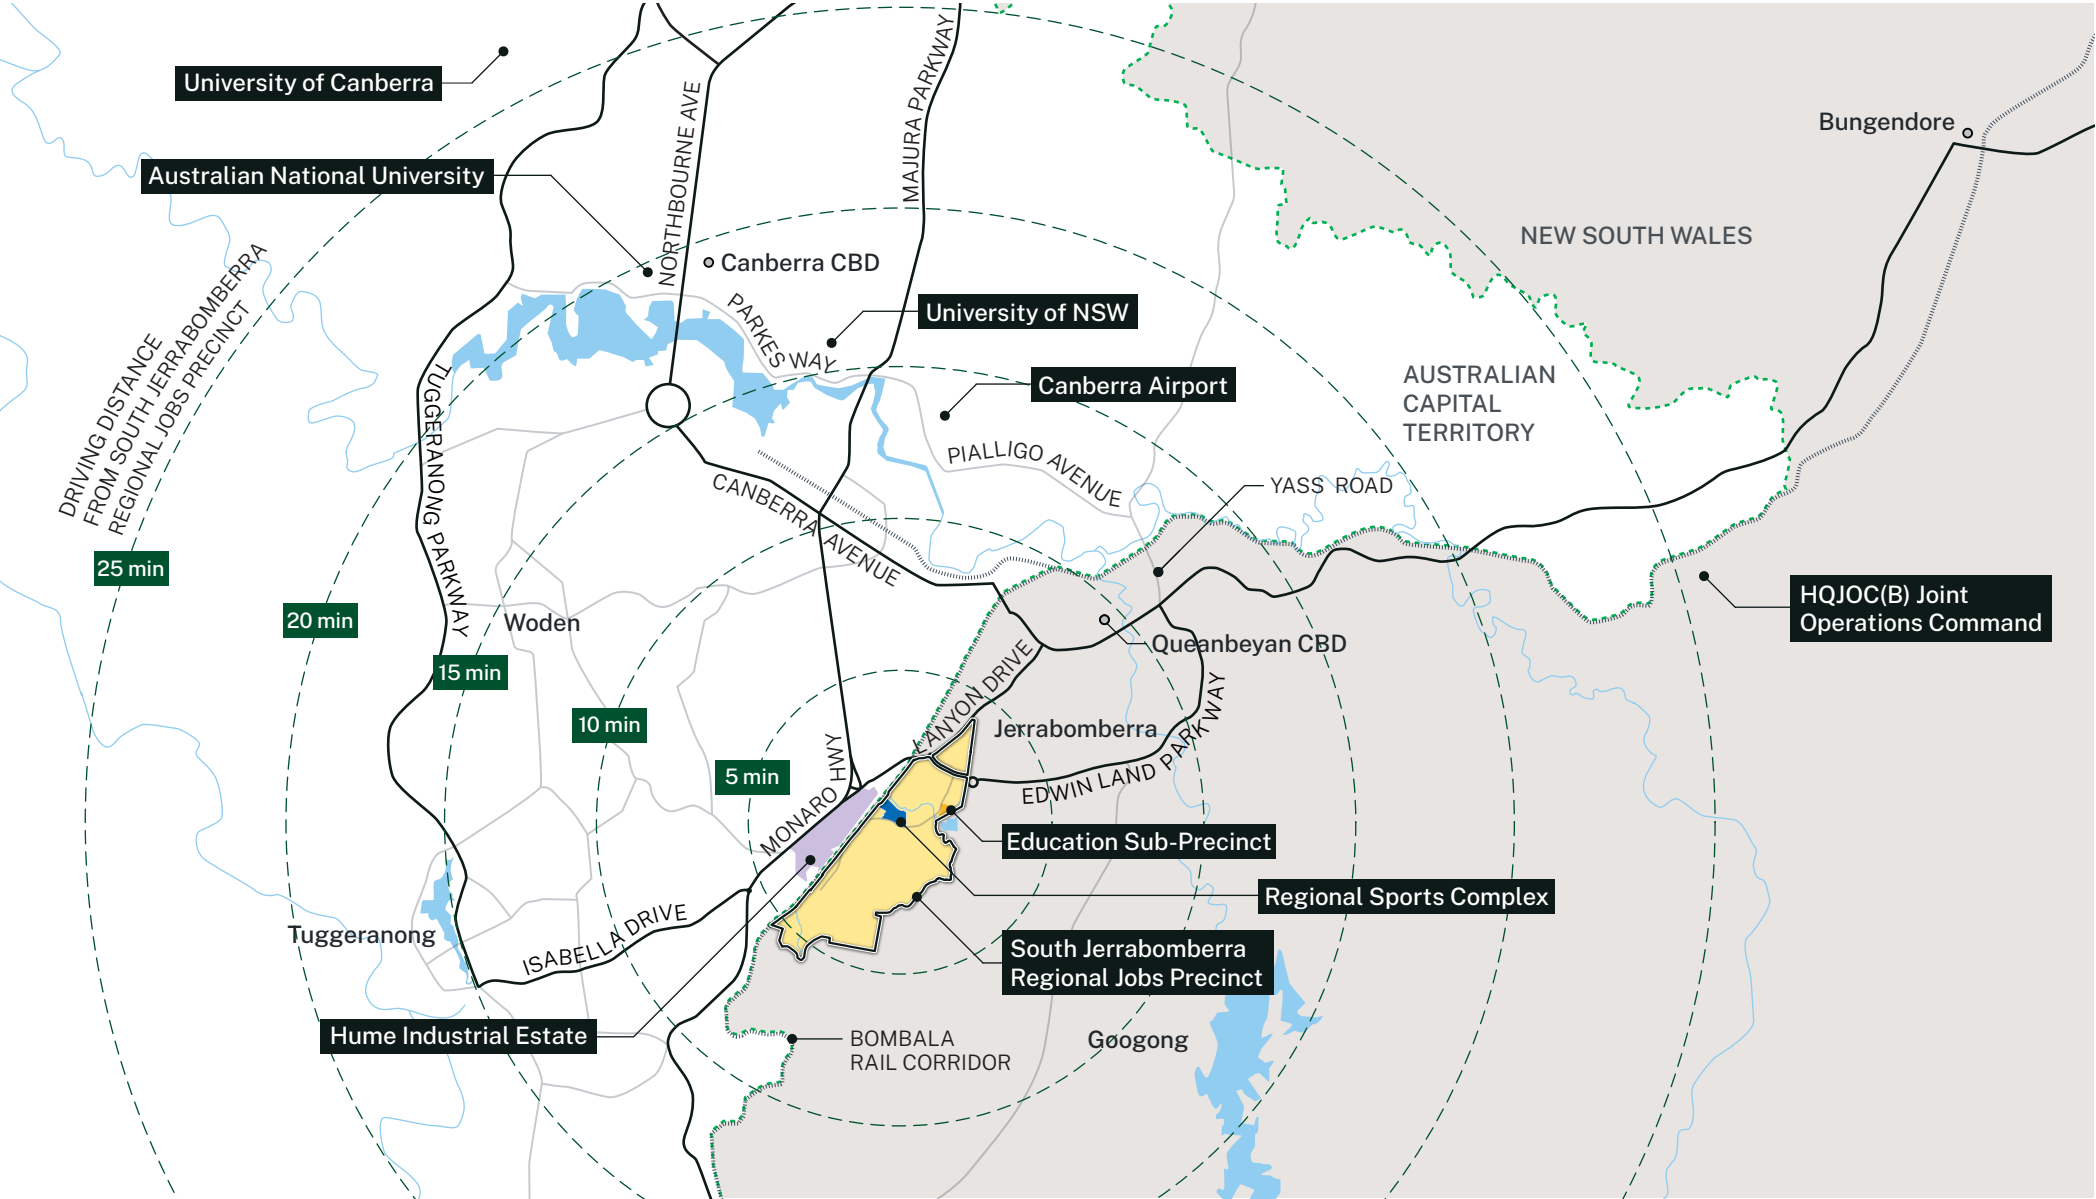 University of Canberra
Australian National University
NORTHBOURNE AVE
MAJURA PARKWAY
Bungendore
NEW SOUTH WALES
Canberra CBD
University of NSW
PARKES WAY
Canberra Airport
AUSTRALIAN
CAPITAL
TERRITORY
DRIVING DISTANCE
FROM SOUTH JERRABOMBERRA
REGIONAL JOBS PRECINCT
TUGGERANONG PARKWAY
PIALLIGO AVENUE
YASS ROAD
CANBERRA AVENUE
25 min
20 min
15 min
10 min
5 min
Woden
HQJOC(B) Joint
Operations Command
Queanbeyan CBD
LANYON DRIVE
Jerrabomberra
EDWIN LAND PARKWAY
MONARO HWY
Education Sub-Precinct
Regional Sports Complex
Tuggeranong
ISABELLA DRIVE
South Jerrabomberra
Regional Jobs Precinct
Hume Industrial Estate
BOMBALA
RAIL CORRIDOR
Googong